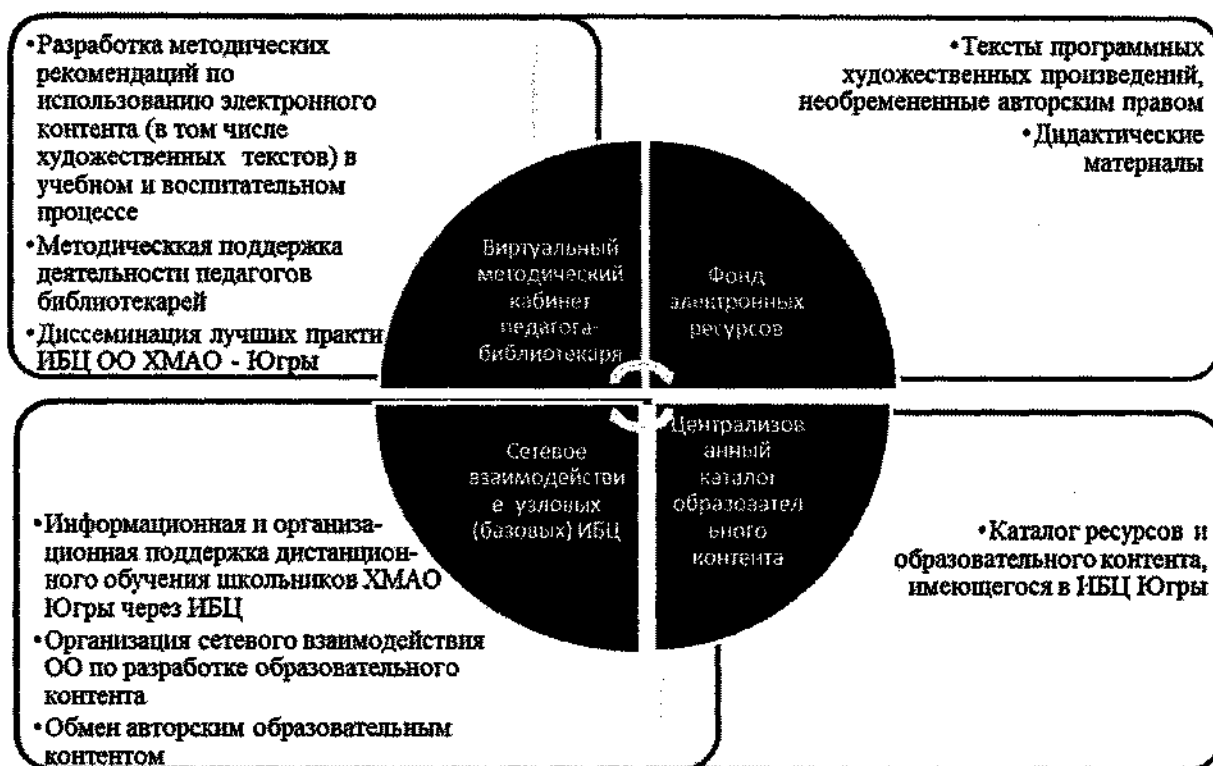 •Разработка методических
рекомендаций по
использованию электронного
контента (в том числе
художественных текстов) в
учебном и воспитательном
процессе
•Методическкая поддержка
деятельности педагогов
библиотекарей
•Диссеминация лучших практи
ИБЦ ОО ХМАО - Югры
•Тексты программных
художественных произведений,
необремененные авторским правом
•Дидактические
материалы
Виртуальный
методический
кабинет
педагога-
библиотекаря
Фонд
электронных
ресурсов
Сетевое
взаимодействи
е узловых
(базовых) ИБЦ
Централизов
анный
каталог
образовател
ьного
контента
•Информационная и организа-
ционная поддержка дистанцион-
ного обучения школьников ХМАО
Югры через ИБЦ
•Организация сетевого взаимодействия
ОО по разработке образовательного
контента
•Обмен авторским образовательным
контентом
•Каталог ресурсов и
образовательного контента,
имеющегося в ИБЦ Югры